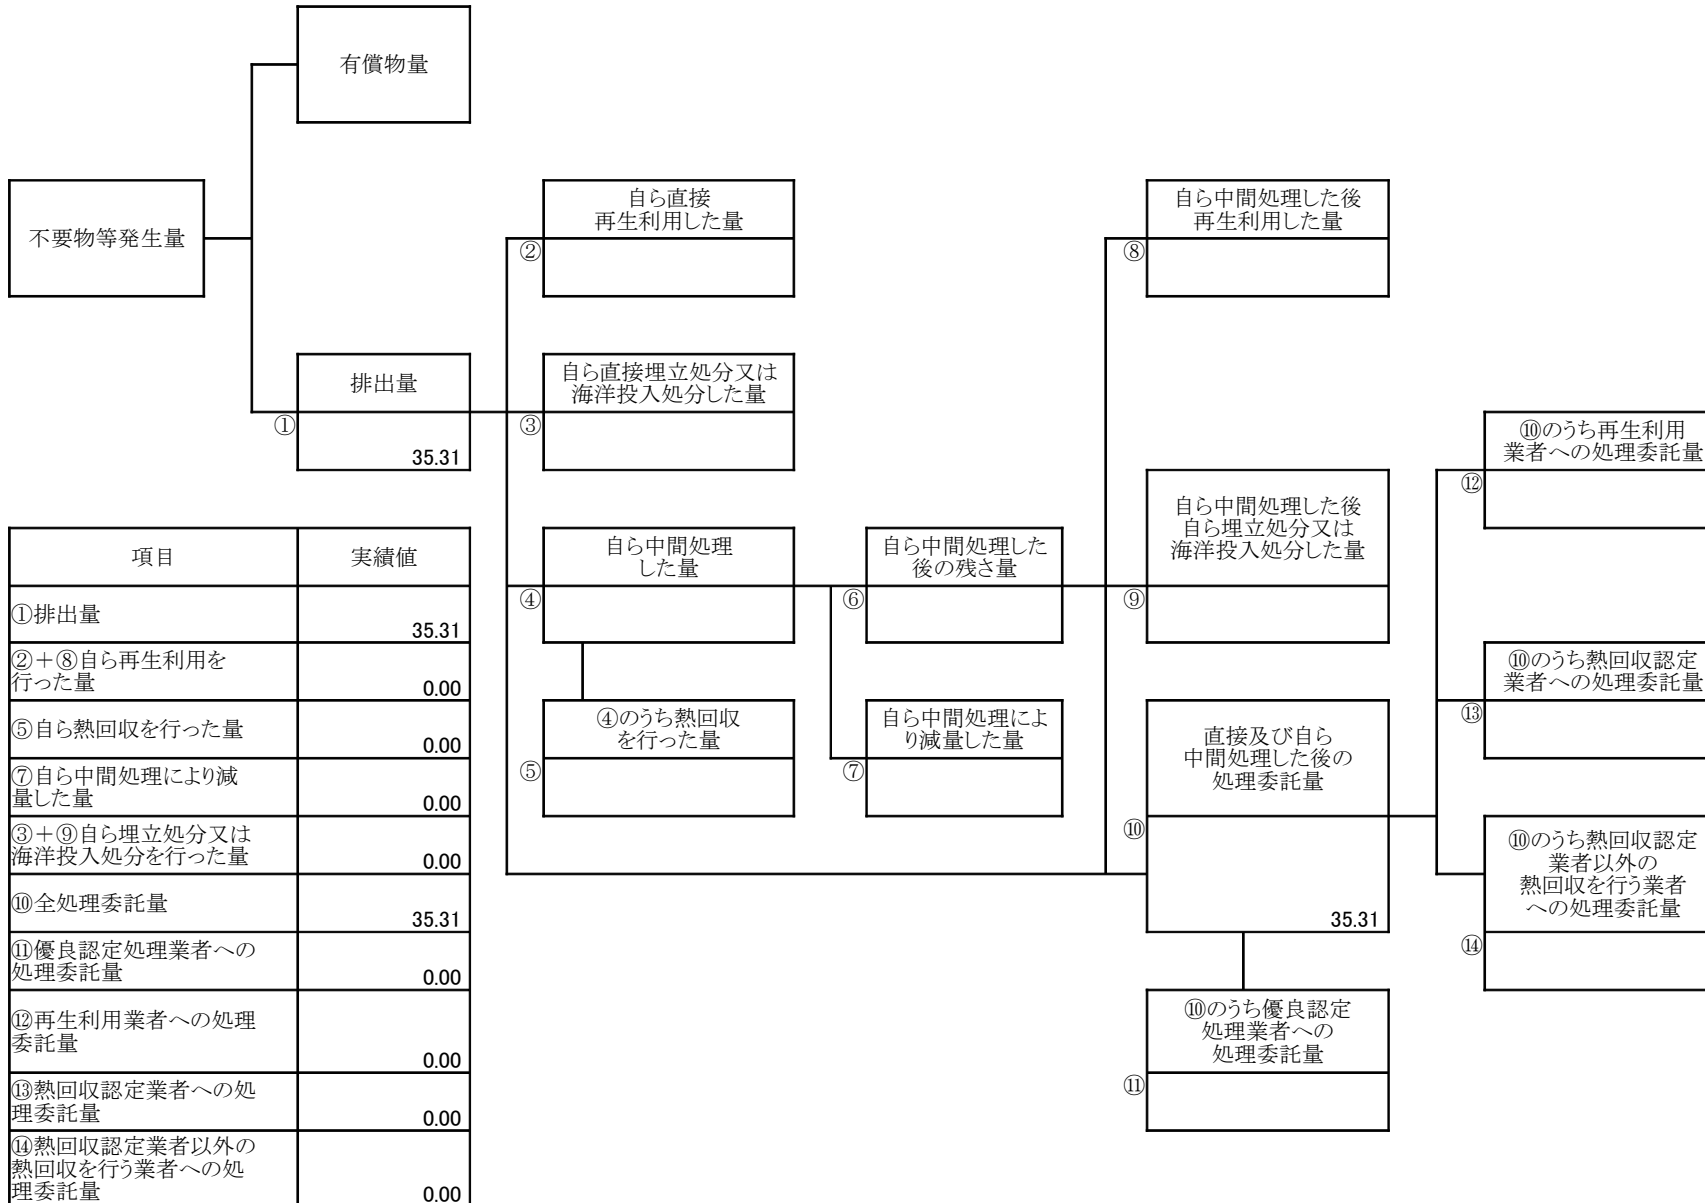 有償物量
不要物等発生量
自ら直接
再生利用した量
②
自ら中間処理した後
再生利用した量
⑧
排出量
①
35.31
自ら直接埋立処分又は
海洋投入処分した量
③
⑩のうち再生利用
業者への処理委託量
⑫
自ら中間処理した後
自ら埋立処分又は
海洋投入処分した量
⑨
自ら中間処理
した量
④
自ら中間処理した
後の残さ量
⑥
⑩のうち熱回収認定
業者への処理委託量
⑬
④のうち熱回収
を行った量
⑤
自ら中間処理によ
り減量した量
⑦
直接及び自ら
中間処理した後の
処理委託量
⑩
35.31
⑩のうち熱回収認定
業者以外の
熱回収を行う業者
への処理委託量
⑭
⑩のうち優良認定
処理業者への
処理委託量
⑪
項目 実績値
①排出量
35.31
②+⑧自ら再生利用を
行った量
0.00
⑤自ら熱回収を行った量
0.00
⑦自ら中間処理により減
量した量
0.00
③+⑨自ら埋立処分又は
海洋投入処分を行った量
0.00
⑩全処理委託量
35.31
⑪優良認定処理業者への
処理委託量
0.00
⑫再生利用業者への処理
委託量
0.00
⑬熱回収認定業者への処
理委託量
0.00
⑭熱回収認定業者以外の
熱回収を行う業者への処
理委託量
0.00